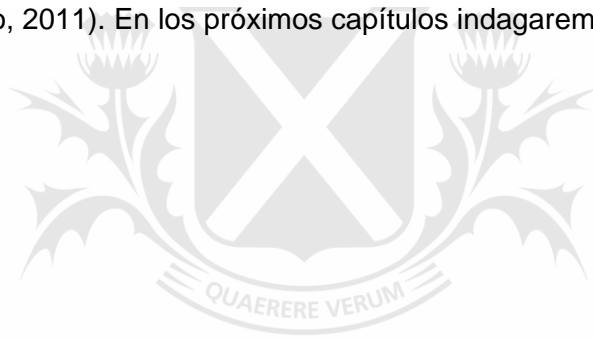 o, 2011). En los próximos capítulos indagarem
QUAERERE VERUM